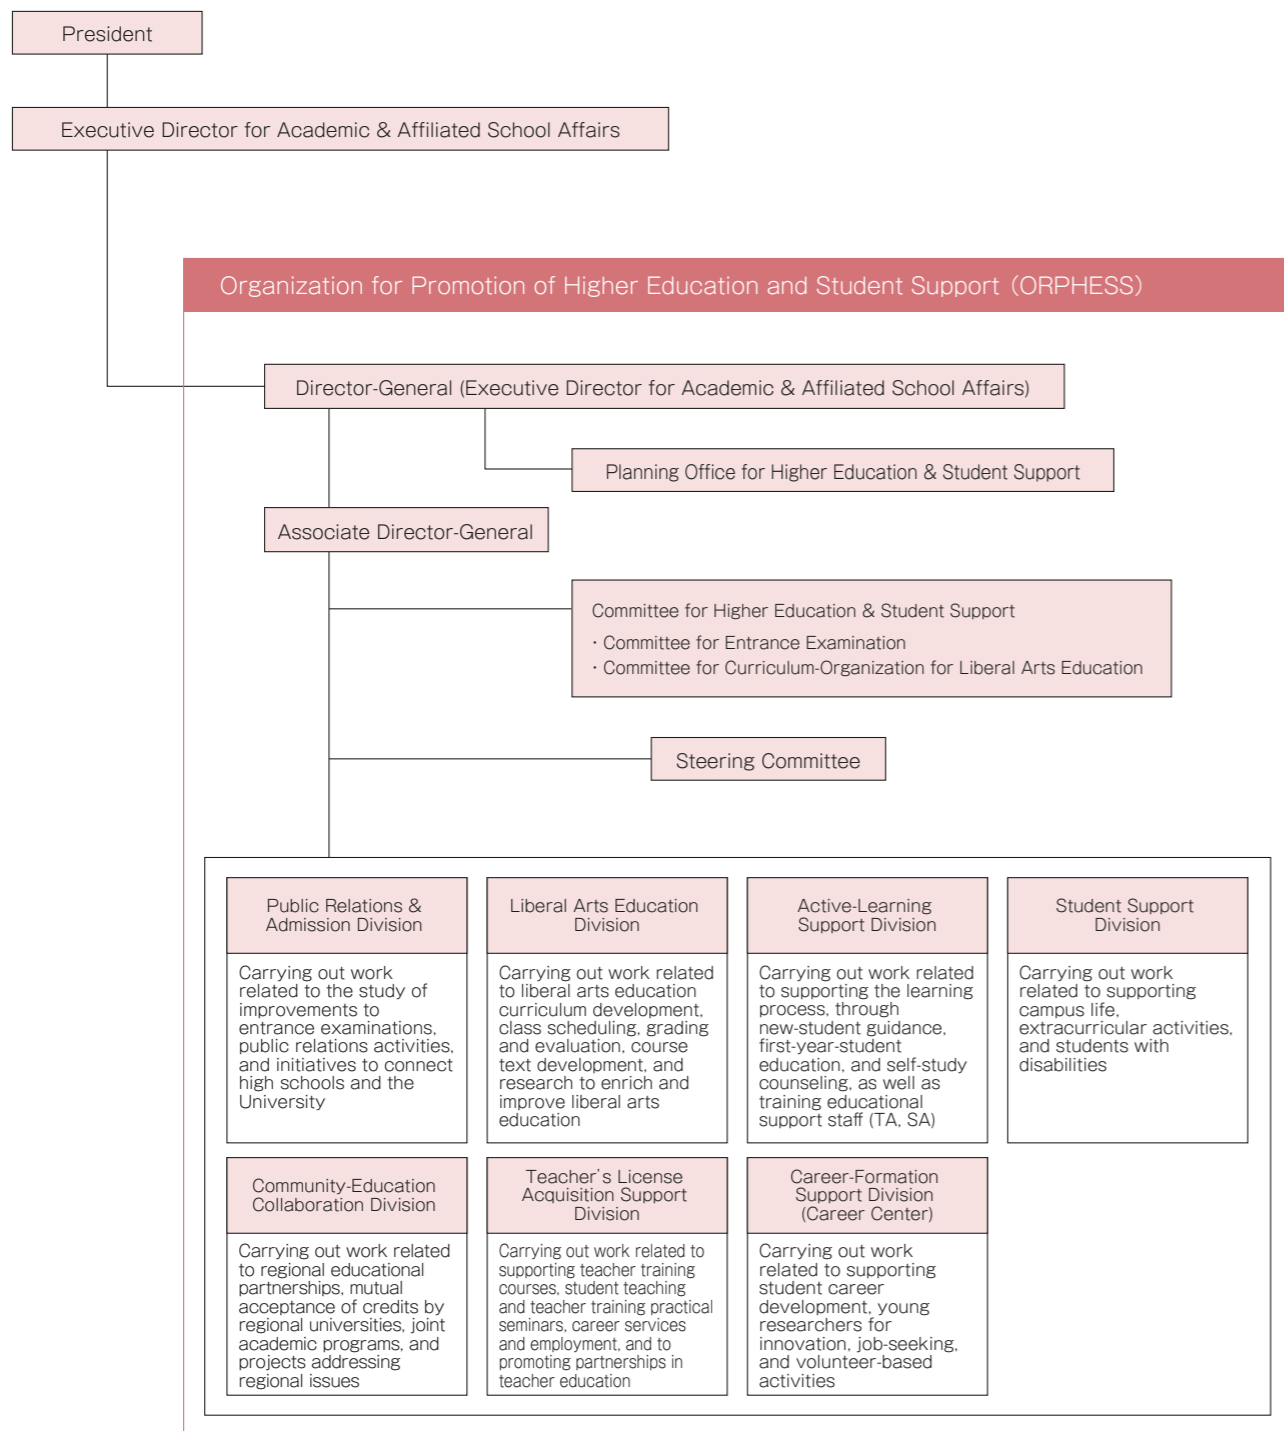 President
Executive Director for Academic & Affiliated School Affairs
Organization for Promotion of Higher Education and Student Support (ORPHESS)
Director-General (Executive Director for Academic & Affiliated School Affairs)
Planning Office for Higher Education & Student Support
Associate Director-General
Committee for Higher Education & Student Support
・Committee for Entrance Examination
・Committee for Curriculum-Organization for Liberal Arts Education
Steering Committee
Public Relations &
Admission Division
Carrying out work
related to the study of
improvements to
entrance examinations,
public relations activities,
and initiatives to connect
high schools and the
University
Liberal Arts Education
Division
Carrying out work related
to liberal arts education
curriculum development,
class scheduling, grading
and evaluation, course
text development, and
research to enrich and
improve liberal arts
education
Active-Learning
Support Division
Carrying out work related
to supporting the learning
process, through
new-student guidance,
first-year-student
education, and self-study
counseling, as well as
training educational
support staff (TA, SA)
Student Support
Division
Carrying out work
related to supporting
campus life,
extracurricular activities,
and students with
disabilities
Community-Education
Collaboration Division
Carrying out work related
to regional educational
partnerships, mutual
acceptance of credits by
regional universities, joint
academic programs, and
projects addressing
regional issues
Teacher's License
Acquisition Support
Division
Carrying out work related to
supporting teacher training
courses, student teaching
and teacher training practical
seminars, career services
and employment, and to
promoting partnerships in
teacher education
Career-Formation
Support Division
(Career Center)
Carrying out work
related to supporting
student career
development, young
researchers for
innovation, job-seeking,
and volunteer-based
activities